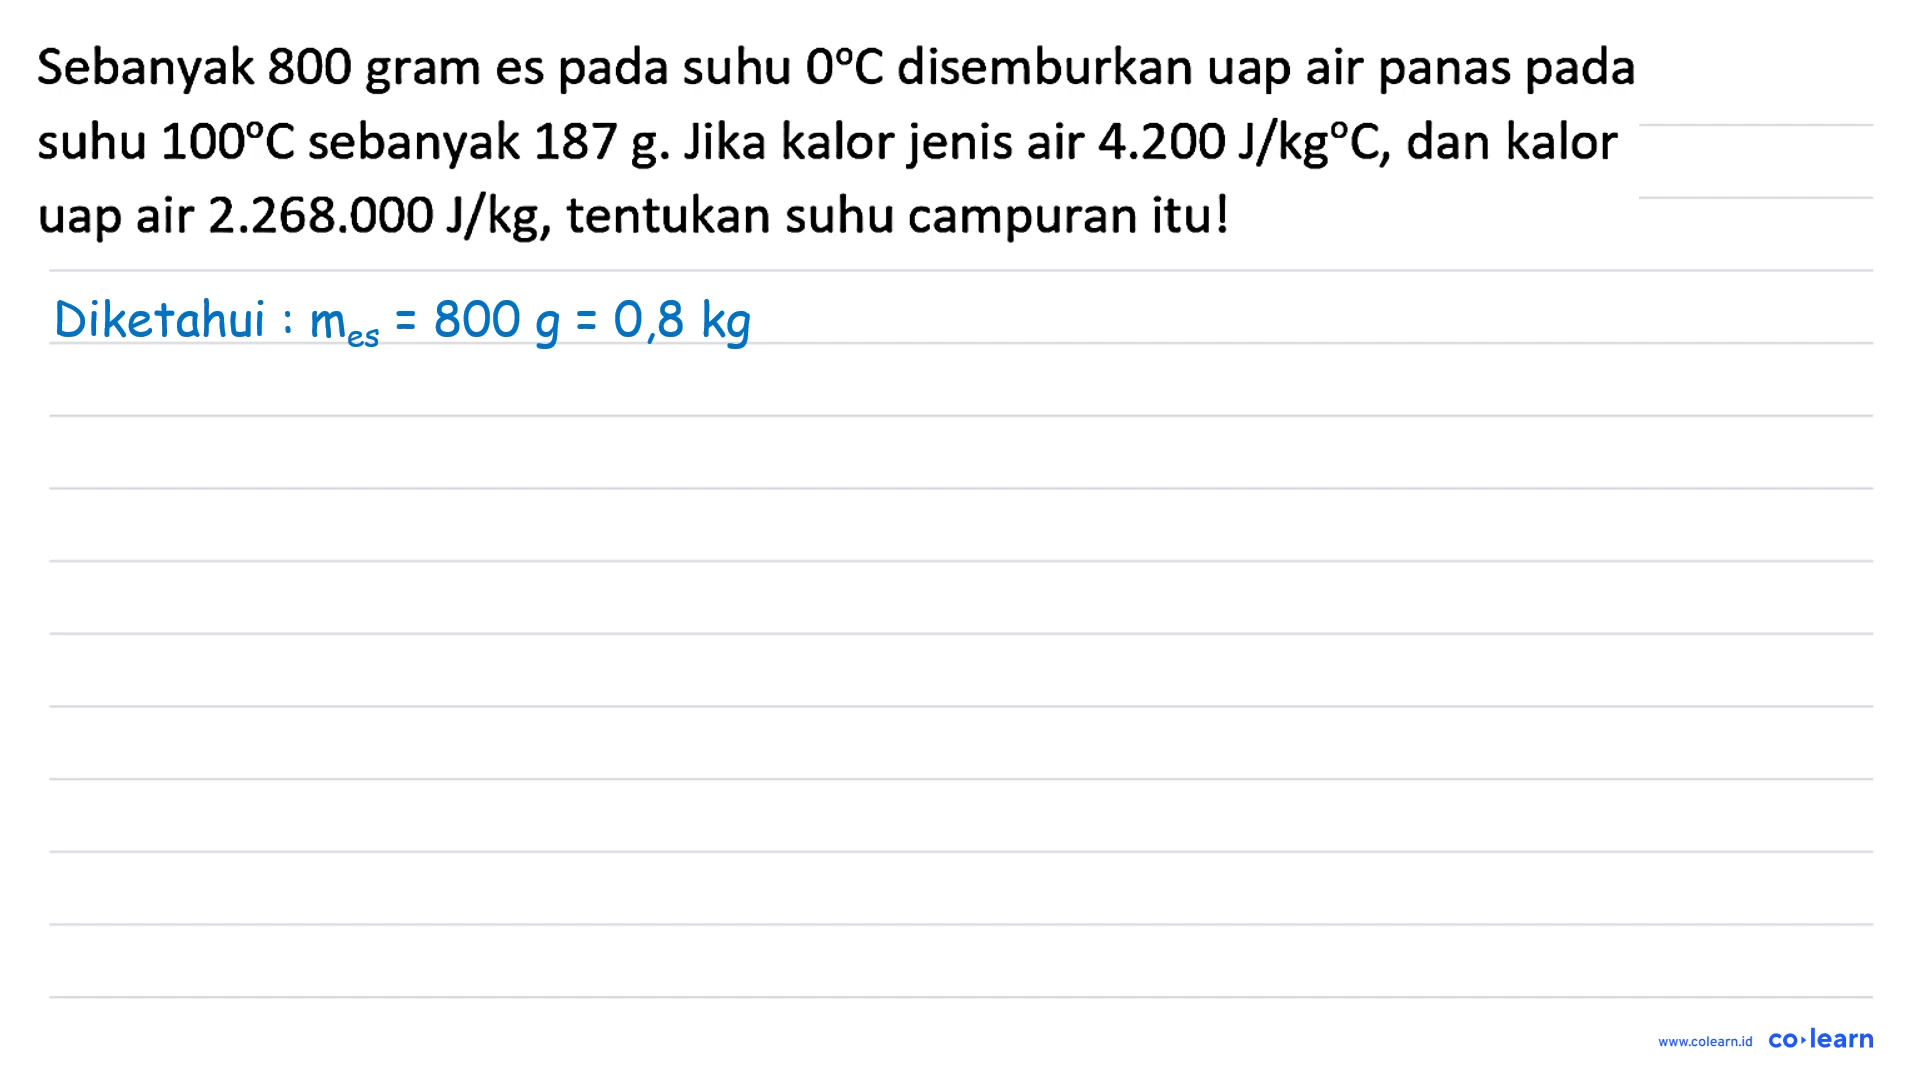 Sebanyak 800 gram es pada suhu 0°C disemburkan uap air panas pada
suhu 100°C sebanyak 187 g. Jika kalor jenis air 4.200 J/kg°C, dan kalor
uap air 2.268.000 J/kg, tentukan suhu campuran itu!
Diketahui : mₑₛ = 800 g = 0,8 kg
www.colearn.id co learn